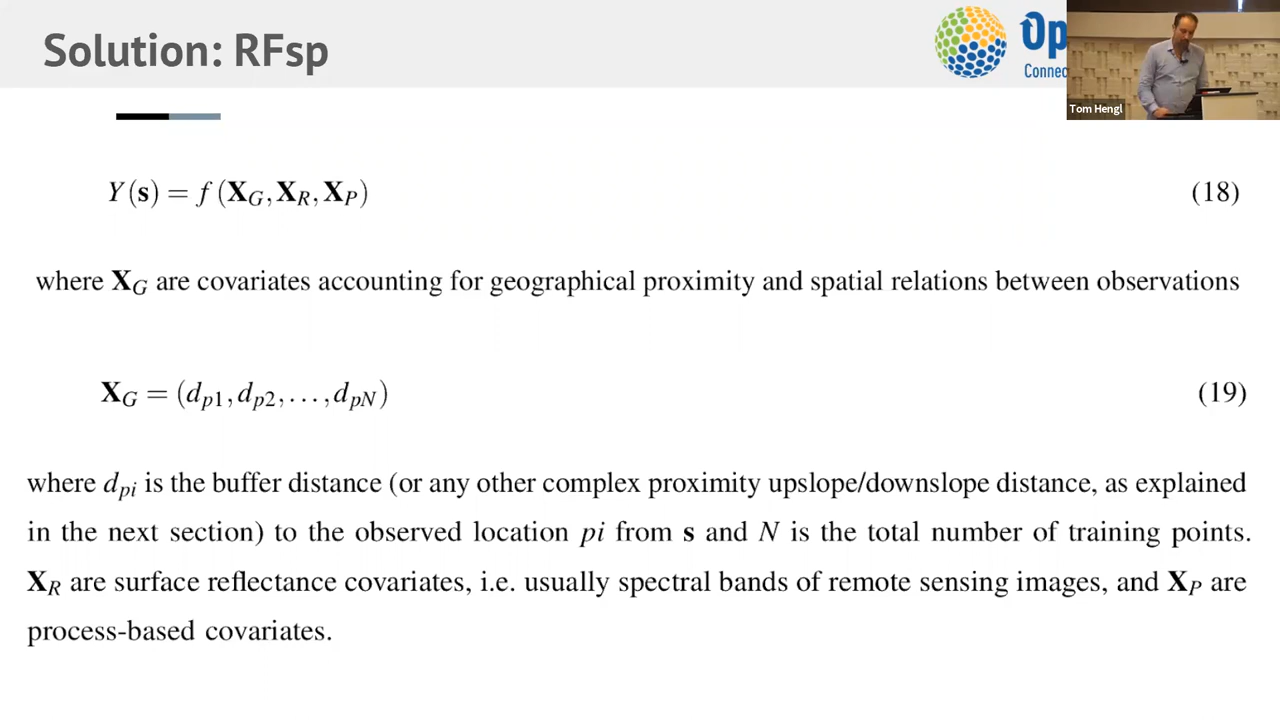 Solution: RFsp
Op
Connec
Tom Hengl
Y(s) = f (X_G, X_R, X_P) (18)
where X_G are covariates accounting for geographical proximity and spatial relations between observations
X_G = (d_p1, d_p2, ..., d_pN) (19)
where d_pi is the buffer distance (or any other complex proximity upslope/downslope distance, as explained
in the next section) to the observed location pi from s and N is the total number of training points.
X_R are surface reflectance covariates, i.e. usually spectral bands of remote sensing images, and X_P are
process-based covariates.